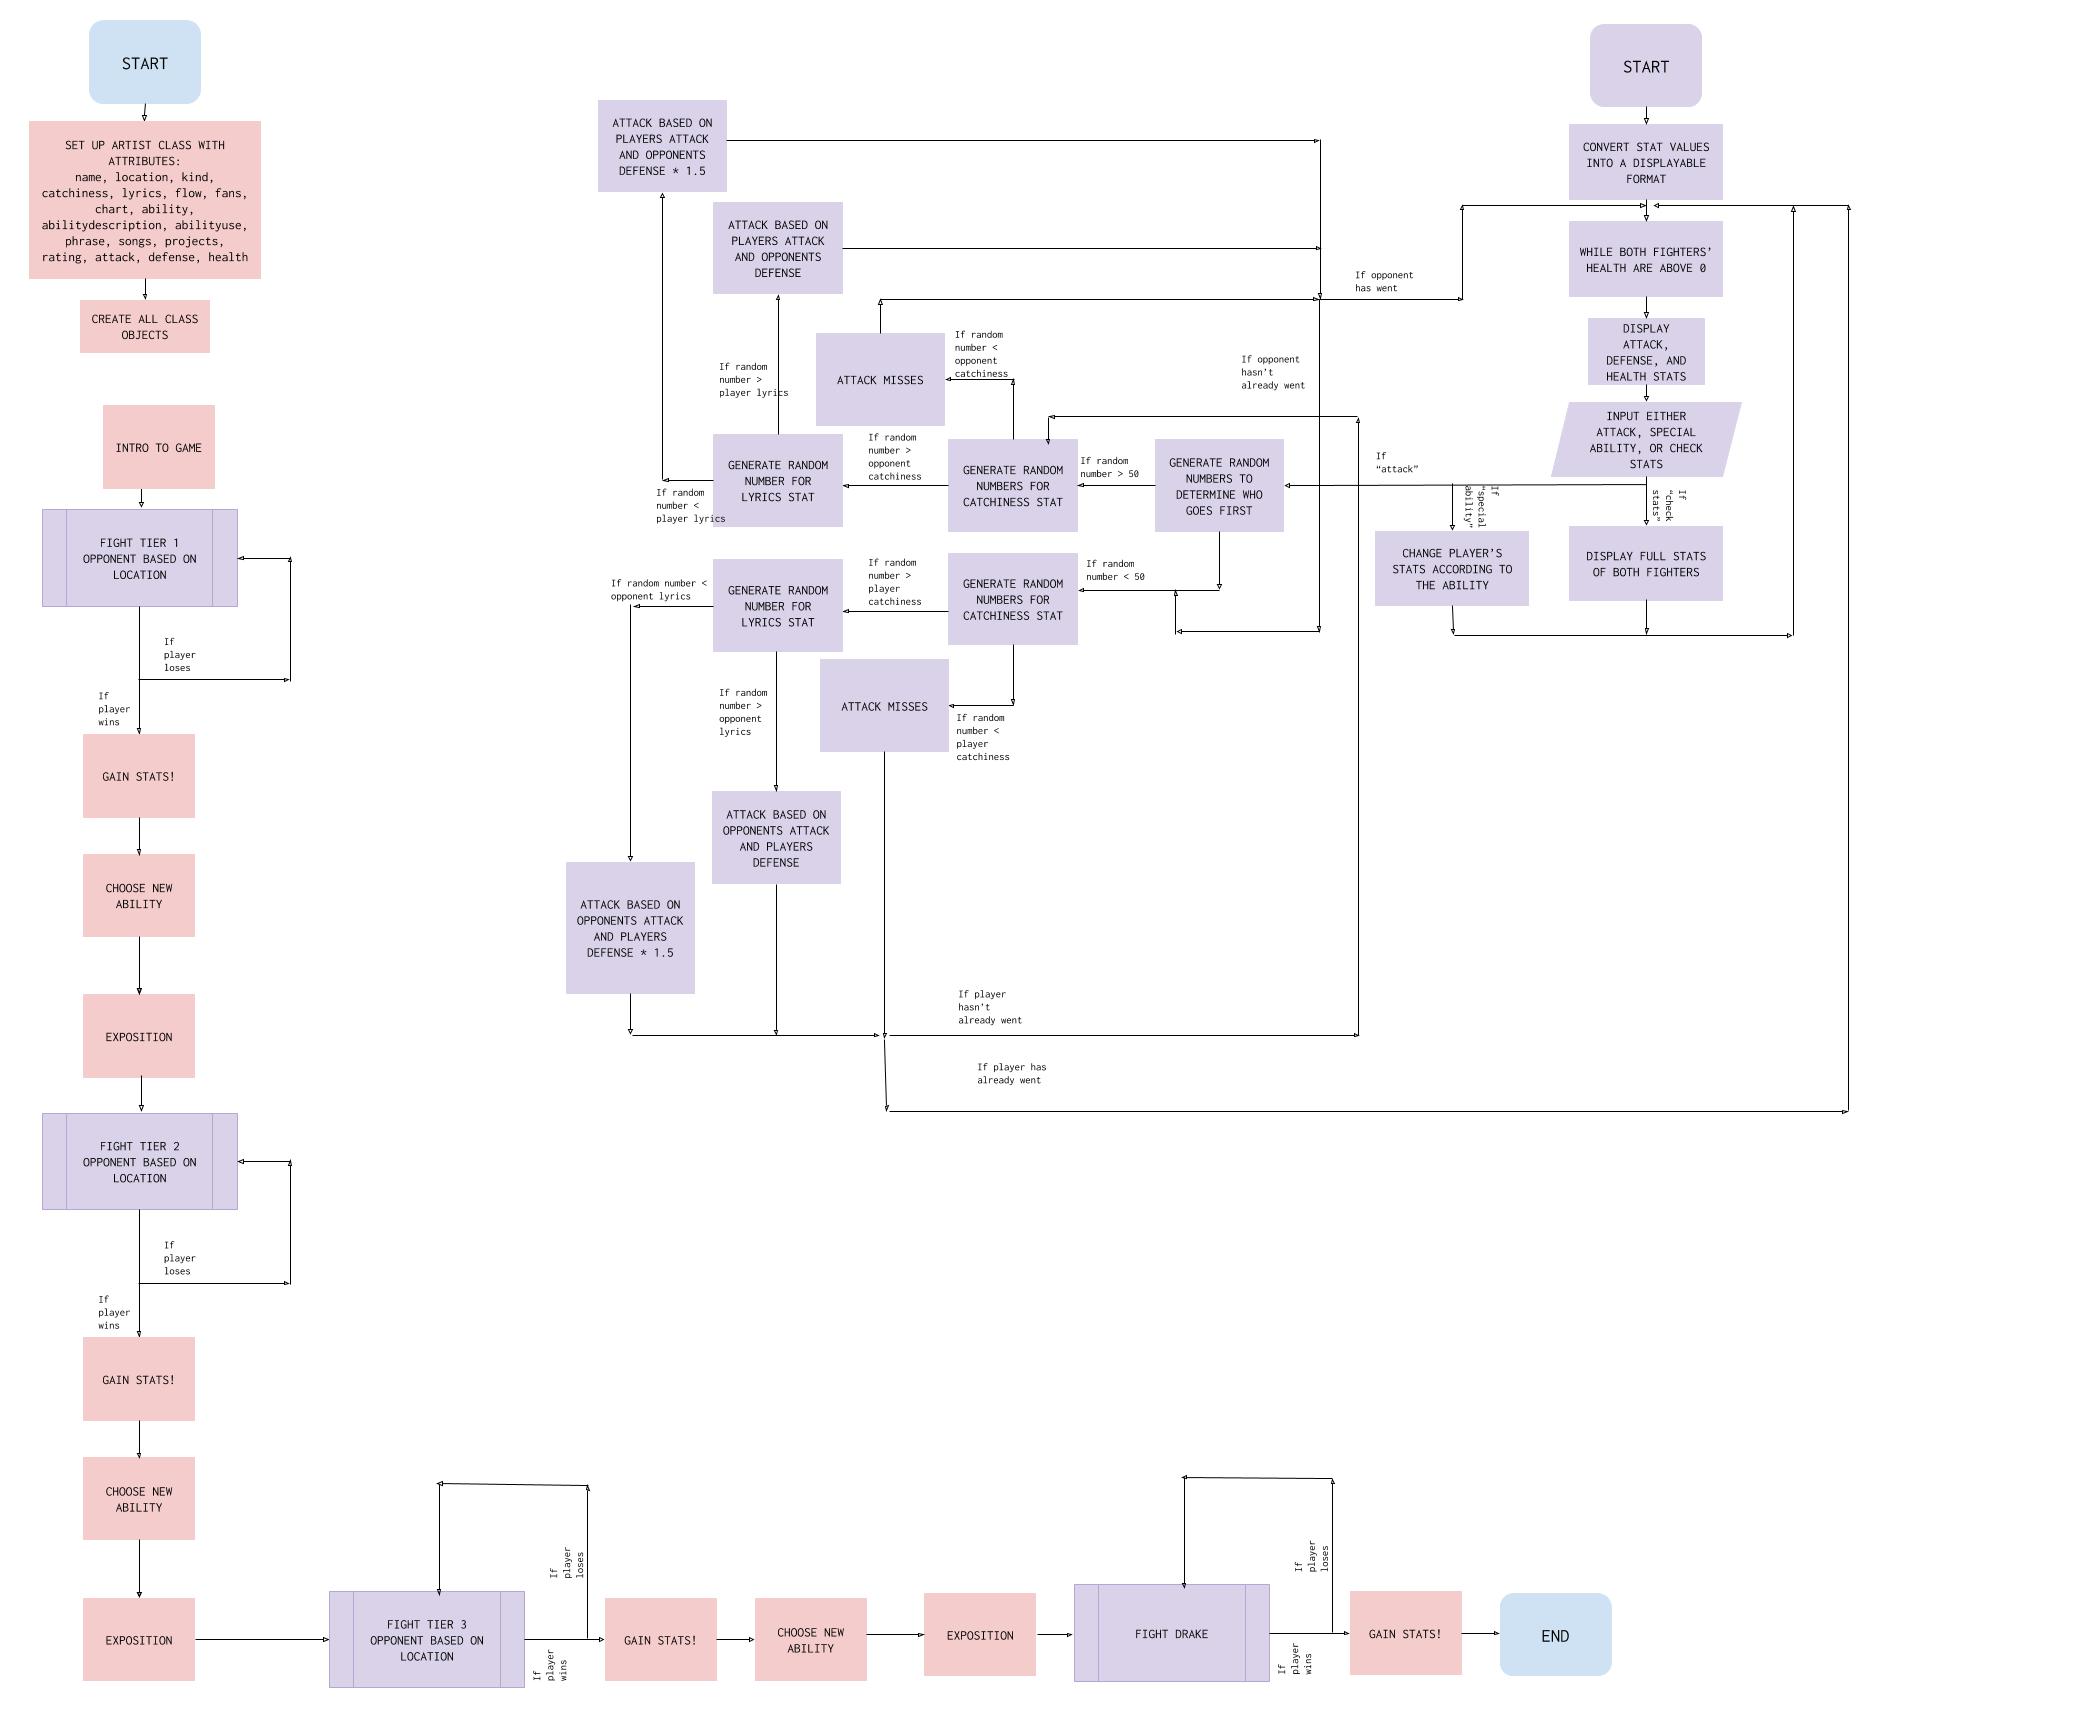 START
SET UP ARTIST CLASS WITH
ATTRIBUTES:
name, location, kind,
catchiness, lyrics, flow, fans,
chart, ability,
abilitydescription, abilityuse,
phrase, songs, projects,
rating, attack, defense, health
CREATE ALL CLASS
OBJECTS
INTRO TO GAME
FIGHT TIER 1
OPPONENT BASED ON
LOCATION
If
player
loses
If
player
wins
GAIN STATS!
CHOOSE NEW
ABILITY
EXPOSITION
FIGHT TIER 2
OPPONENT BASED ON
LOCATION
If
player
loses
If
player
wins
GAIN STATS!
CHOOSE NEW
ABILITY
EXPOSITION
FIGHT TIER 3
OPPONENT BASED ON
LOCATION
If
player
loses
If
player
wins
GAIN STATS!
CHOOSE NEW
ABILITY
EXPOSITION
FIGHT DRAKE
If
player
loses
If
player
wins
GAIN STATS!
END
START
CONVERT STAT VALUES
INTO A DISPLAYABLE
FORMAT
WHILE BOTH FIGHTERS’
HEALTH ARE ABOVE 0
DISPLAY
ATTACK,
DEFENSE, AND
HEALTH STATS
INPUT EITHER
ATTACK, SPECIAL
ABILITY, OR CHECK
STATS
If
“check
stats”
DISPLAY FULL STATS
OF BOTH FIGHTERS
If
“special
ability”
CHANGE PLAYER’S
STATS ACCORDING TO
THE ABILITY
If
“attack”
GENERATE RANDOM
NUMBERS TO
DETERMINE WHO
GOES FIRST
If random
number > 50
GENERATE RANDOM
NUMBERS FOR
CATCHINESS STAT
If random
number <
opponent
catchiness
ATTACK MISSES
If random
number >
opponent
catchiness
GENERATE RANDOM
NUMBER FOR
LYRICS STAT
If random
number >
player lyrics
ATTACK BASED ON
PLAYERS ATTACK
AND OPPONENTS
DEFENSE
If random
number <
player lyrics
ATTACK BASED ON
PLAYERS ATTACK
AND OPPONENTS
DEFENSE * 1.5
If opponent
has went
If opponent
hasn’t
already went
If random
number < 50
GENERATE RANDOM
NUMBERS FOR
CATCHINESS STAT
If random
number <
player
catchiness
ATTACK MISSES
If random
number >
player
catchiness
GENERATE RANDOM
NUMBER FOR
LYRICS STAT
If random
number >
opponent
lyrics
ATTACK BASED ON
OPPONENTS ATTACK
AND PLAYERS
DEFENSE
If random number <
opponent lyrics
ATTACK BASED ON
OPPONENTS ATTACK
AND PLAYERS
DEFENSE * 1.5
If player
hasn’t
already went
If player has
already went